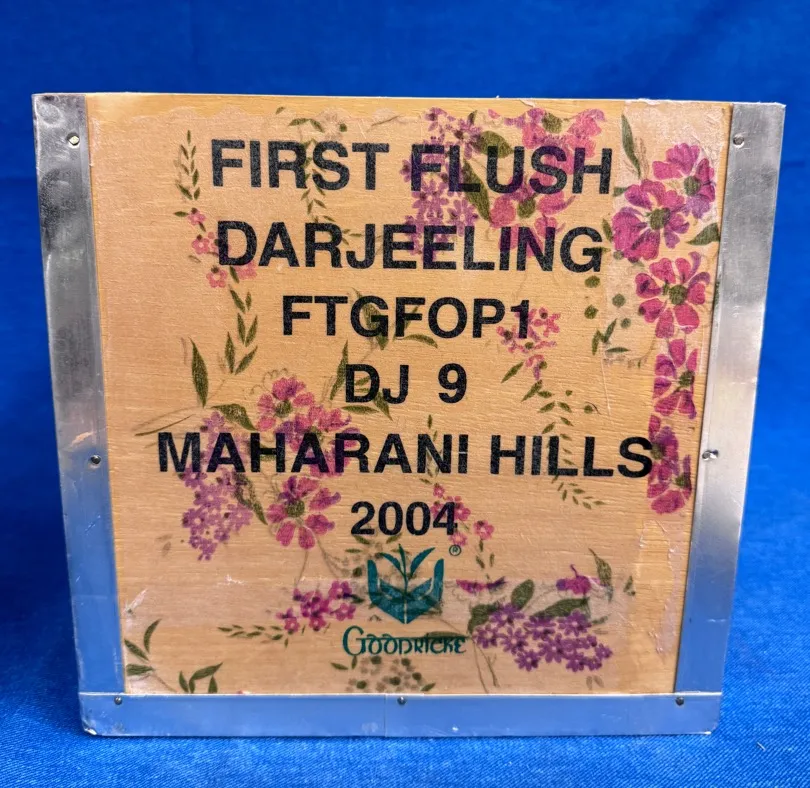 FIRST FLUSH
DARJEELING
FTGFOP1
DJ 9
MAHARANI HILLS
2004
®
GOODRICKE